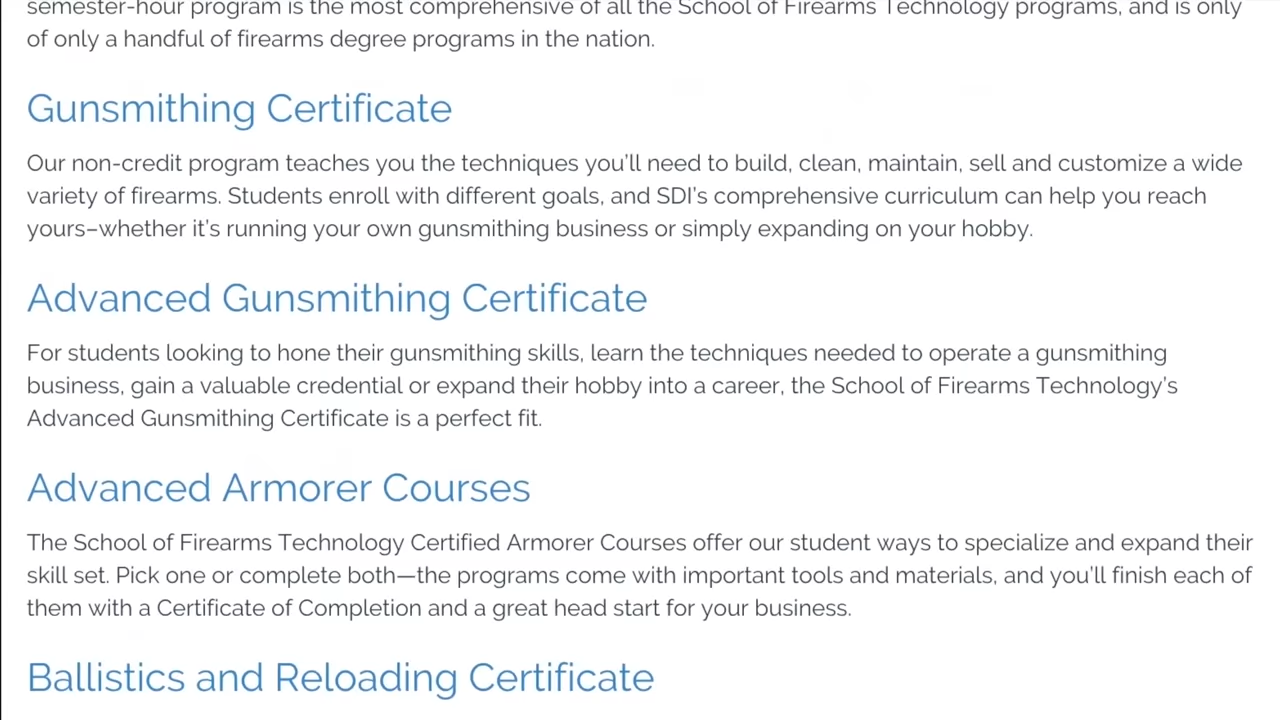 semester-hour program is the most comprehensive of all the School of Firearms Technology programs, and is only
of only a handful of firearms degree programs in the nation.
Gunsmithing Certificate
Our non-credit program teaches you the techniques you'll need to build, clean, maintain, sell and customize a wide
variety of firearms. Students enroll with different goals, and SDI's comprehensive curriculum can help you reach
yours–whether it's running your own gunsmithing business or simply expanding on your hobby.
Advanced Gunsmithing Certificate
For students looking to hone their gunsmithing skills, learn the techniques needed to operate a gunsmithing
business, gain a valuable credential or expand their hobby into a career, the School of Firearms Technology's
Advanced Gunsmithing Certificate is a perfect fit.
Advanced Armorer Courses
The School of Firearms Technology Certified Armorer Courses offer our student ways to specialize and expand their
skill set. Pick one or complete both—the programs come with important tools and materials, and you'll finish each of
them with a Certificate of Completion and a great head start for your business.
Ballistics and Reloading Certificate